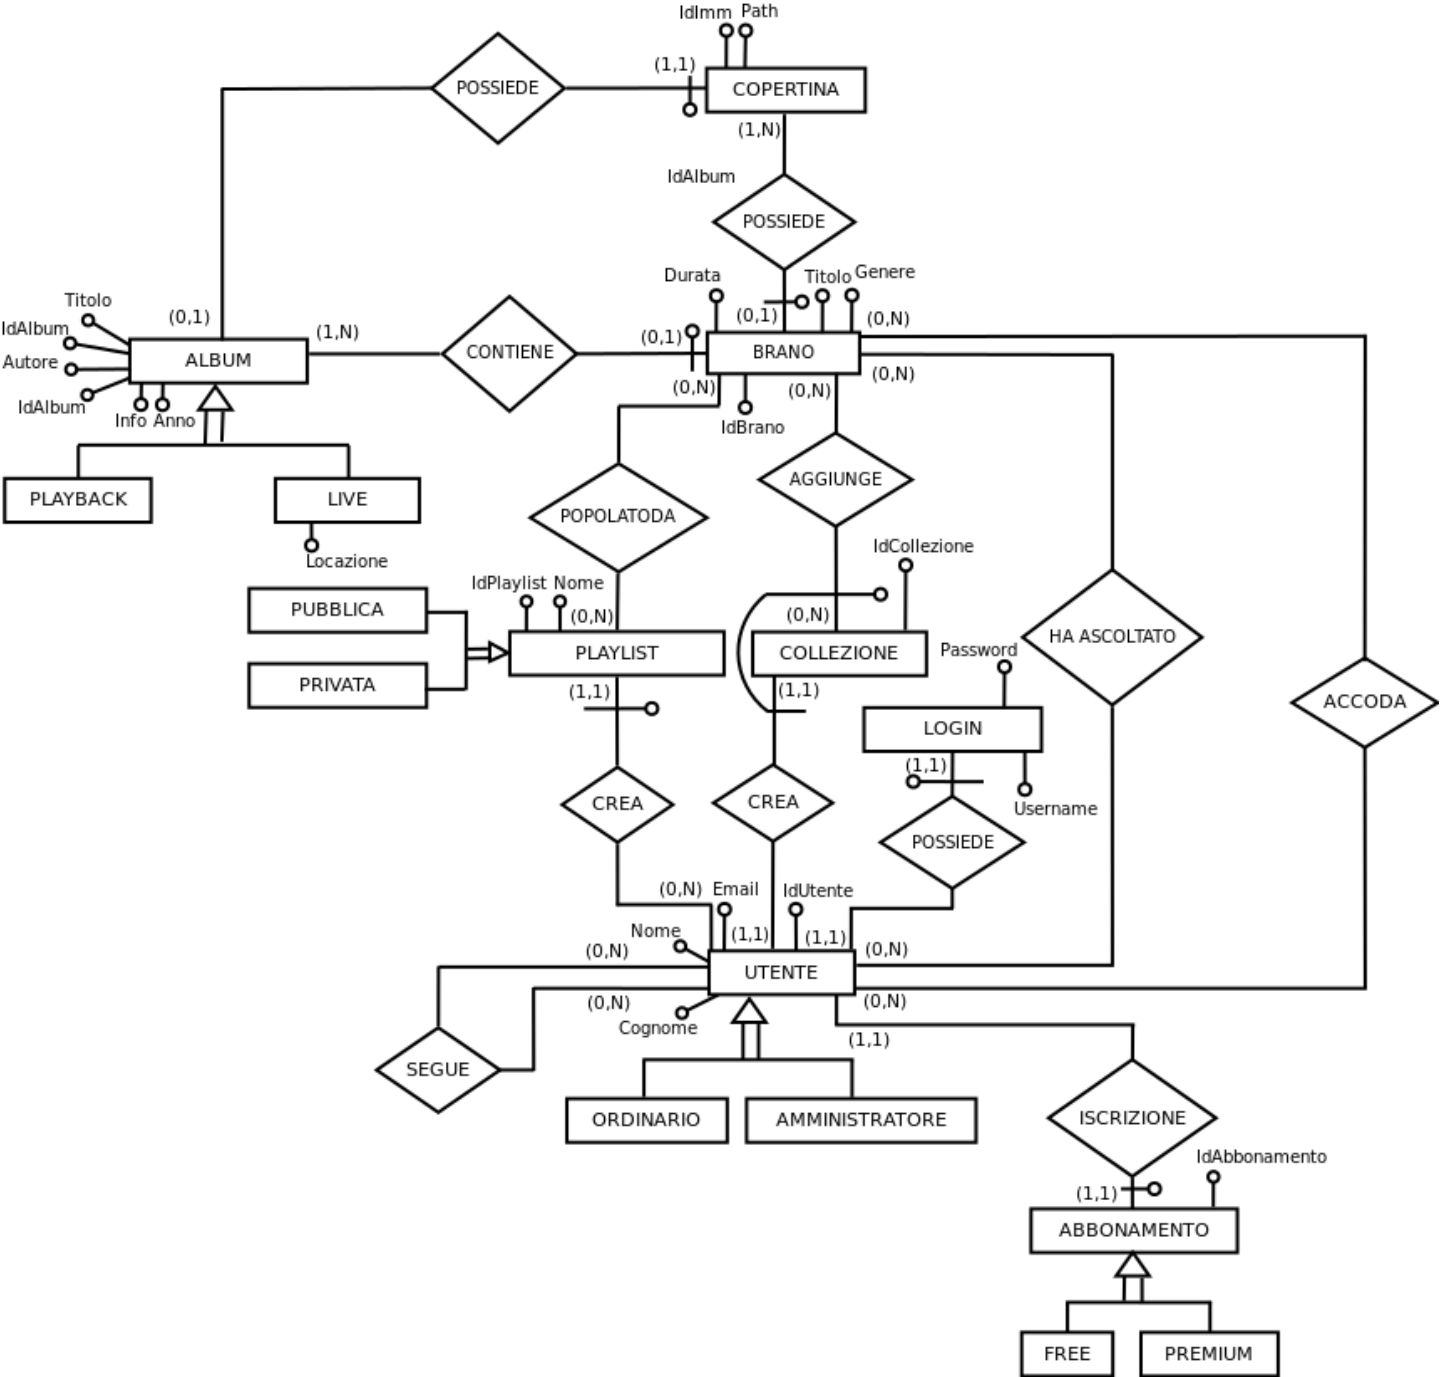 IdImm Path
(1,1)
POSSIEDE
COPERTINA
(1,N)
IdAlbum
POSSIEDE
Durata
Titolo
Genere
Titolo
(0,1)
(0,1)
(0,N)
IdAlbum
(1,N)
(0,1)
CONTIENE
BRANO
Autore
ALBUM
(0,N)
(0,N)
(0,N)
IdAlbum
Info Anno
IdBrano
AGGIUNGE
PLAYBACK
LIVE
POPOLATODA
Locazione
IdCollezione
IdPlaylist Nome
PUBBLICA
(0,N)
(0,N)
HA ASCOLTATO
PLAYLIST
COLLEZIONE
Password
PRIVATA
(1,1)
(1,1)
ACCODA
LOGIN
(1,1)
CREA
CREA
Username
POSSIEDE
(0,N)
Email
IdUtente
Nome
(1,1)
(1,1)
(0,N)
(0,N)
UTENTE
(0,N)
(0,N)
Cognome
(1,1)
SEGUE
ORDINARIO
AMMINISTRATORE
ISCRIZIONE
IdAbbonamento
(1,1)
ABBONAMENTO
FREE
PREMIUM